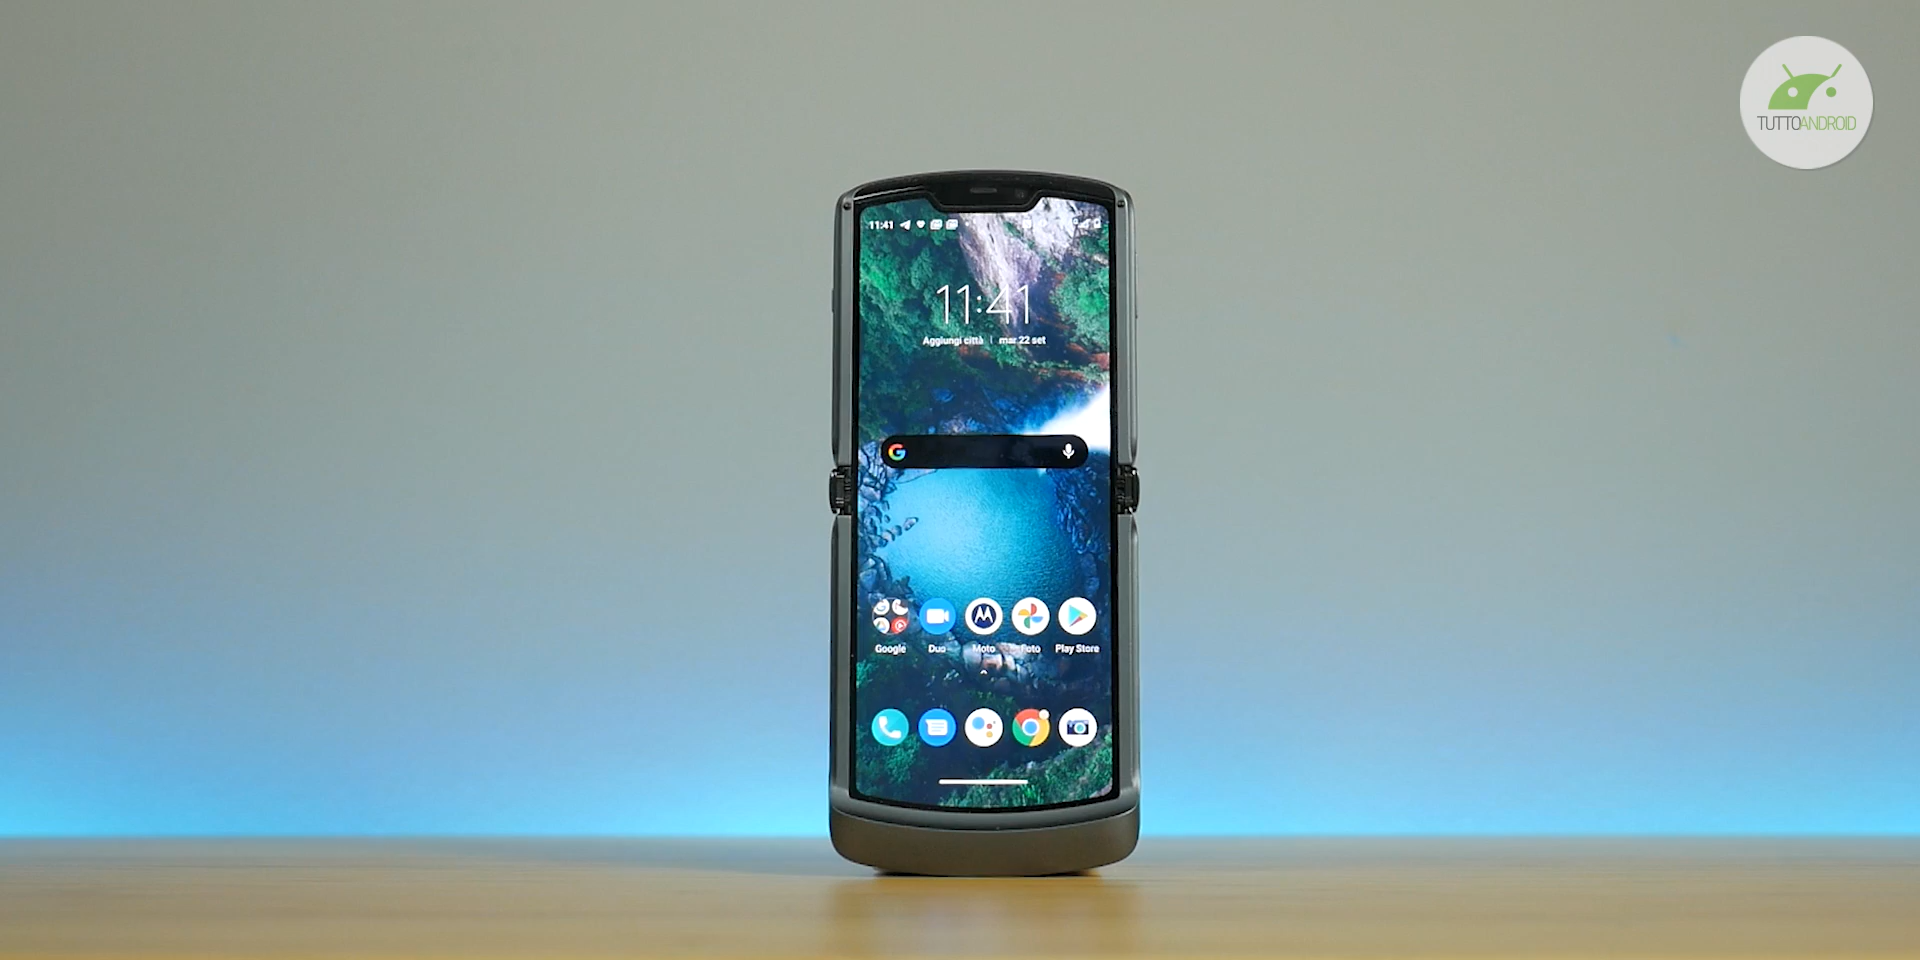 TUTTOANDROID
11:41
11:41
Aggiungi città | mar 22 set
Google Duo Moto Foto Play Store